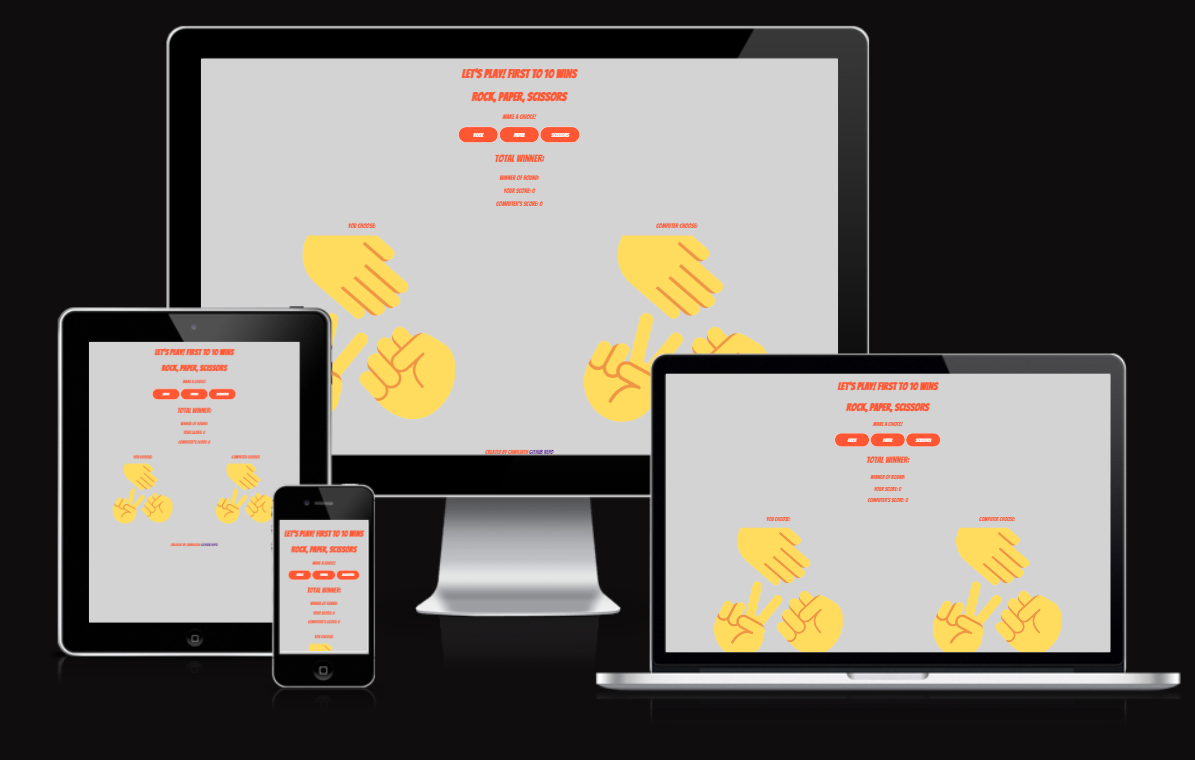 LET'S PLAY! FIRST TO 10 WINS
ROCK, PAPER, SCISSORS
MAKE A CHOICE!
ROCK PAPER SCISSORS
TOTAL WINNER:
WINNER OF ROUND:
YOUR SCORE: 0
COMPUTER'S SCORE: 0
YOU CHOOSE: COMPUTER CHOOSE:
CREATED BY GITHUB REPO
LET'S PLAY! FIRST TO 10 WINS
ROCK, PAPER, SCISSORS
MAKE A CHOICE!
ROCK PAPER SCISSORS
TOTAL WINNER:
WINNER OF ROUND:
YOUR SCORE: 0
COMPUTER'S SCORE: 0
YOU CHOOSE: COMPUTER CHOOSE:
CREATED BY GITHUB REPO
LET'S PLAY! FIRST TO 10 WINS
ROCK, PAPER, SCISSORS
MAKE A CHOICE!
ROCK PAPER SCISSORS
TOTAL WINNER:
WINNER OF ROUND:
YOUR SCORE: 0
COMPUTER'S SCORE: 0
YOU CHOOSE:
LET'S PLAY! FIRST TO 10 WINS
ROCK, PAPER, SCISSORS
MAKE A CHOICE!
ROCK PAPER SCISSORS
TOTAL WINNER:
WINNER OF ROUND:
YOUR SCORE: 0
COMPUTER'S SCORE: 0
YOU CHOOSE: COMPUTER CHOOSE: